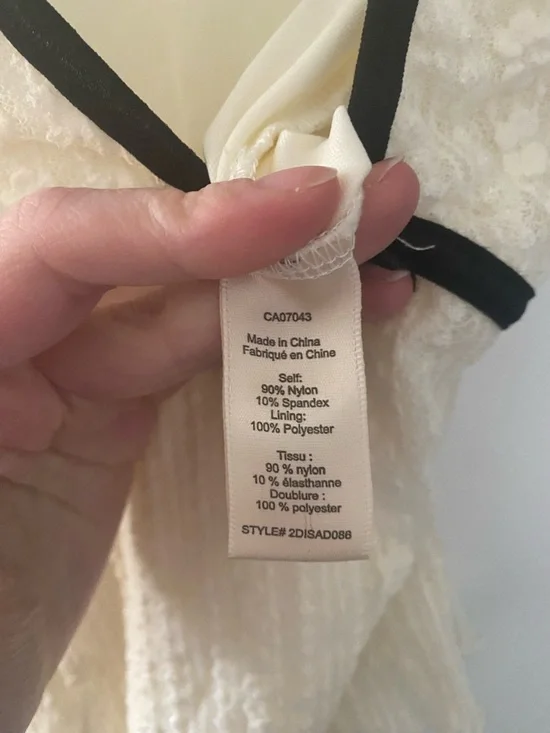 CA07043
Made in China
Fabriqué en Chine
Self:
90% Nylon
10% Spandex
Lining:
100% Polyester
Tissu :
90 % nylon
10 % élasthanne
Doublure :
100 % polyester
STYLE# 2DISAD086